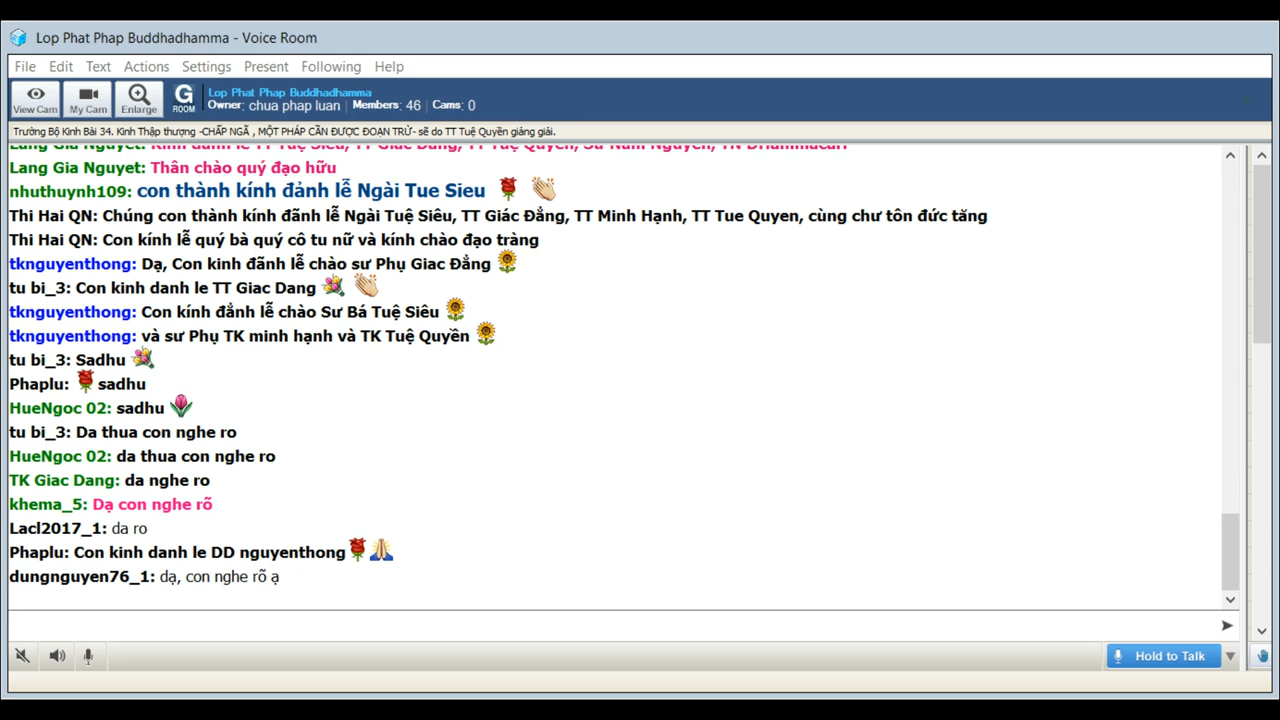 Lop Phat Phap Buddhadhamma - Voice Room
File Edit Text Actions Settings Present Following Help
View Cam My Cam Enlarge G ROOM Lop Phat Phap Buddhadhamma
Owner: chua phap luan | Members: 46 | Cams: 0
Trường Bộ Kinh Bài 34. Kinh Thập thượng -CHẤP NGÃ , MỘT PHÁP CẦN ĐƯỢC ĐOẠN TRỪ- sẽ do TT Tuệ Quyền giảng giải.
Lang Gia Nguyet:
Lang Gia Nguyet: Thân chào quý đạo hữu
nhuthuynh109: con thành kính đảnh lễ Ngài Tue Sieu
Thi Hai QN: Chúng con thành kính đãnh lễ Ngài Tuệ Siêu, TT Giác Đẳng, TT Minh Hạnh, TT Tue Quyen, cùng chư tôn đức tăng
Thi Hai QN: Con kính lễ quý bà quý cô tu nữ và kính chào đạo tràng
tknguyenthong: Dạ, Con kinh đãnh lễ chào sư Phụ Giac Đẳng
tu bi_3: Con kinh danh le TT Giac Dang
tknguyenthong: Con kính đẳnh lễ chào Sư Bá Tuệ Siêu
tknguyenthong: và sư Phụ TK minh hạnh và TK Tuệ Quyền
tu bi_3: Sadhu
Phaplu: sadhu
HueNgoc 02: sadhu
tu bi_3: Da thua con nghe ro
HueNgoc 02: da thua con nghe ro
TK Giac Dang: da nghe ro
khema_5: Dạ con nghe rõ
Lacl2017_1: da ro
Phaplu: Con kinh danh le DD nguyenthong
dungnguyen76_1: dạ, con nghe rõ ạ
Hold to Talk